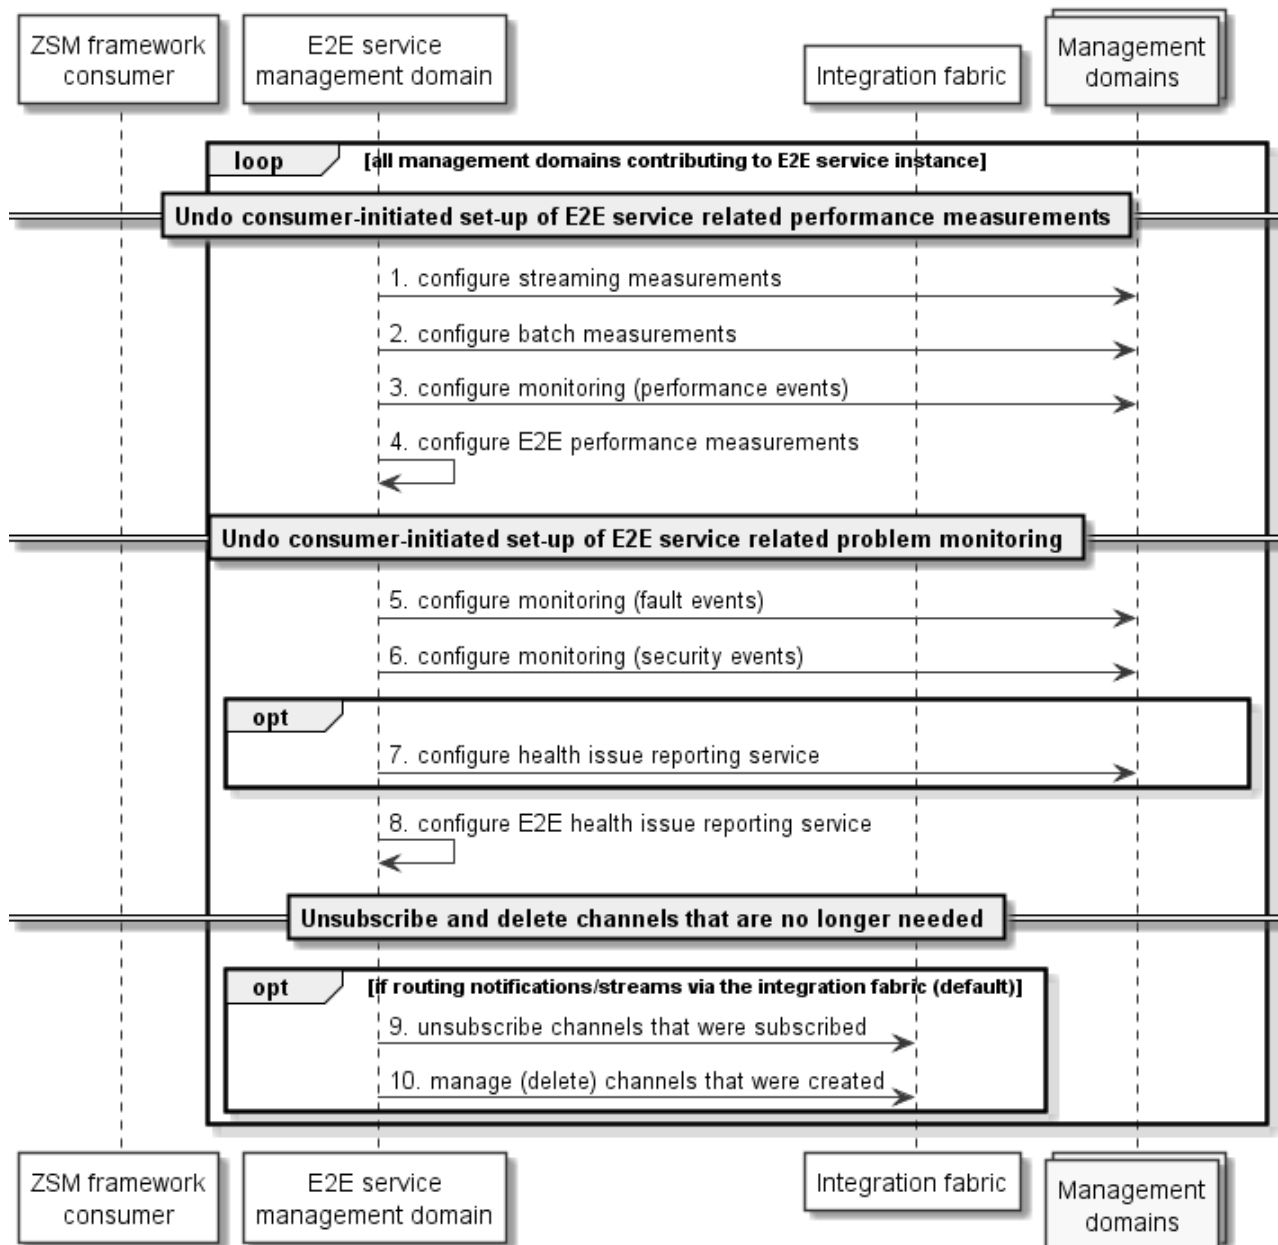 ZSM framework
consumer
E2E service
management domain
Integration fabric
Management
domains
loop
[all management domains contributing to E2E service instance]
Undo consumer-initiated set-up of E2E service related performance measurements
1. configure streaming measurements
2. configure batch measurements
3. configure monitoring (performance events)
4. configure E2E performance measurements
Undo consumer-initiated set-up of E2E service related problem monitoring
5. configure monitoring (fault events)
6. configure monitoring (security events)
opt
7. configure health issue reporting service
8. configure E2E health issue reporting service
Unsubscribe and delete channels that are no longer needed
opt
[if routing notifications/streams via the integration fabric (default)]
9. unsubscribe channels that were subscribed
10. manage (delete) channels that were created
ZSM framework
consumer
E2E service
management domain
Integration fabric
Management
domains